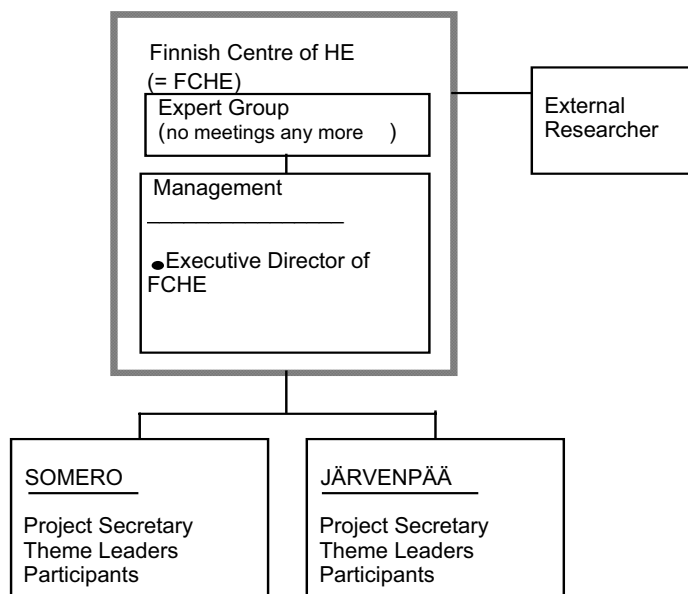 Finnish Centre of HE
(= FCHE)
Expert Group
(no meetings any more )
Management
●Executive Director of
FCHE
External
Researcher
SOMERO
Project Secretary
Theme Leaders
Participants
JÄRVENPÄÄ
Project Secretary
Theme Leaders
Participants